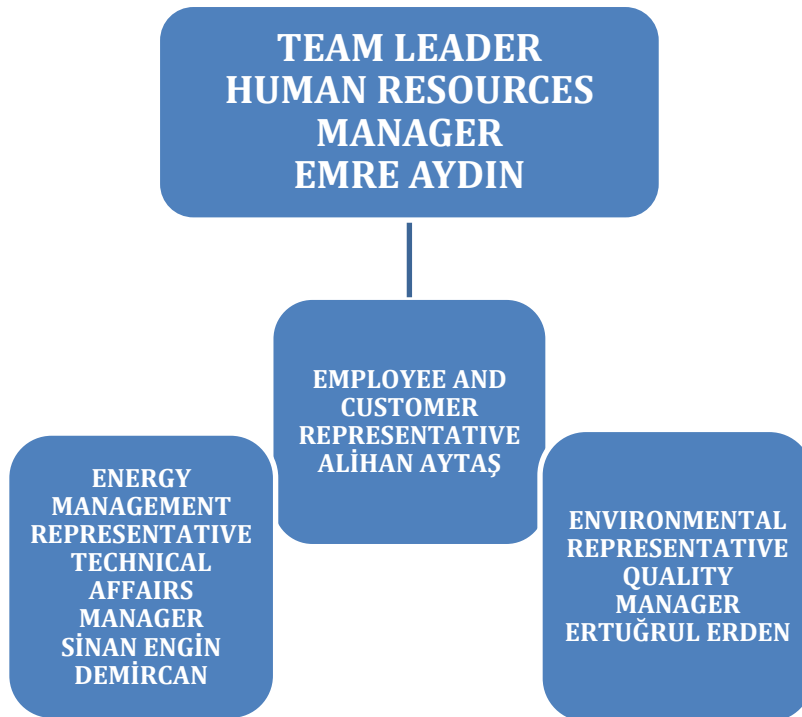 TEAM LEADER
HUMAN RESOURCES
MANAGER
EMRE AYDIN
EMPLOYEE AND
CUSTOMER
REPRESENTATIVE
ALİHAN AYTAŞ
ENERGY
MANAGEMENT
REPRESENTATIVE
TECHNICAL
AFFAIRS
MANAGER
SİNAN ENGİN
DEMİRCAN
ENVIRONMENTAL
REPRESENTATIVE
QUALITY
MANAGER
ERTUĞRUL ERDEN